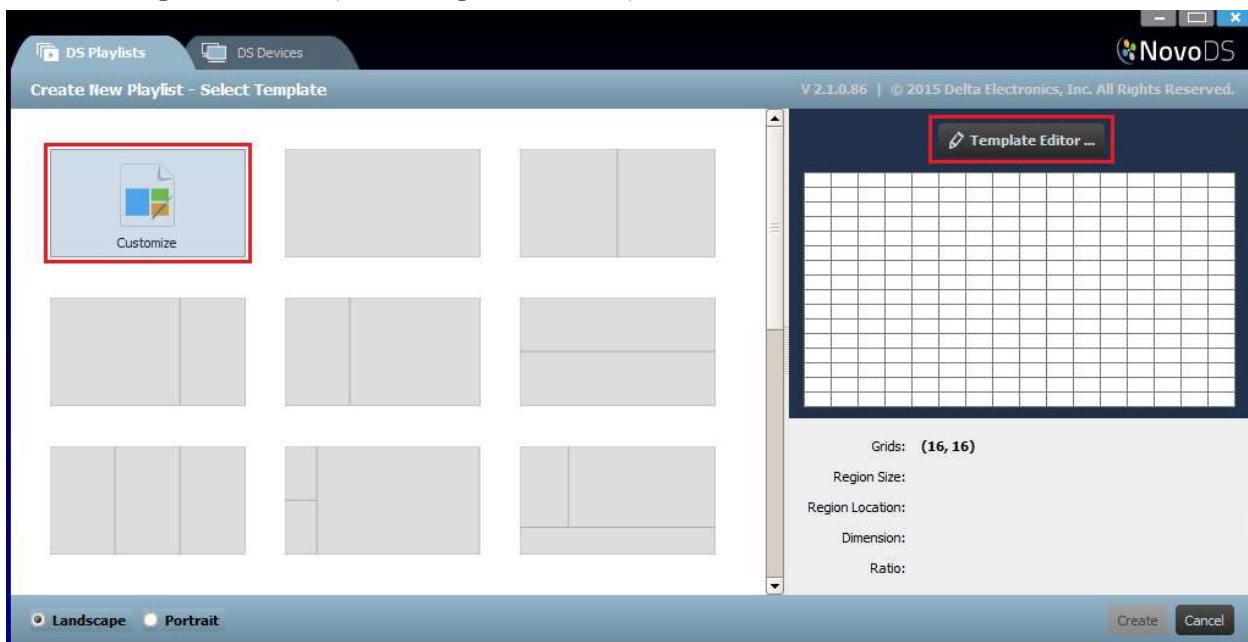 DS Playlists
DS Devices
NovoDS
Create New Playlist - Select Template
V 2.1.0.86 | © 2015 Delta Electronics, Inc. All Rights Reserved.
Template Editor ...
Customize
Grids: (16, 16)
Region Size:
Region Location:
Dimension:
Ratio:
Landscape
Portrait
Create
Cancel